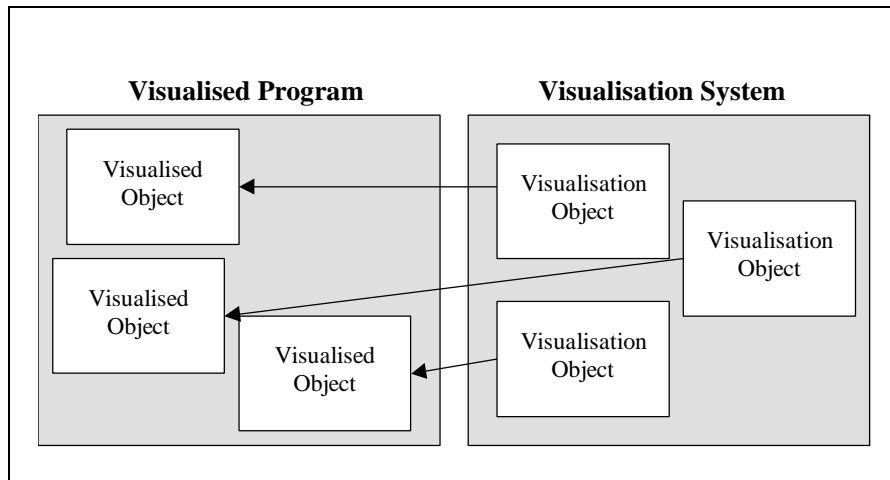 Visualised Program
Visualisation System
Visualised
Object
Visualised
Object
Visualised
Object
Visualisation
Object
Visualisation
Object
Visualisation
Object